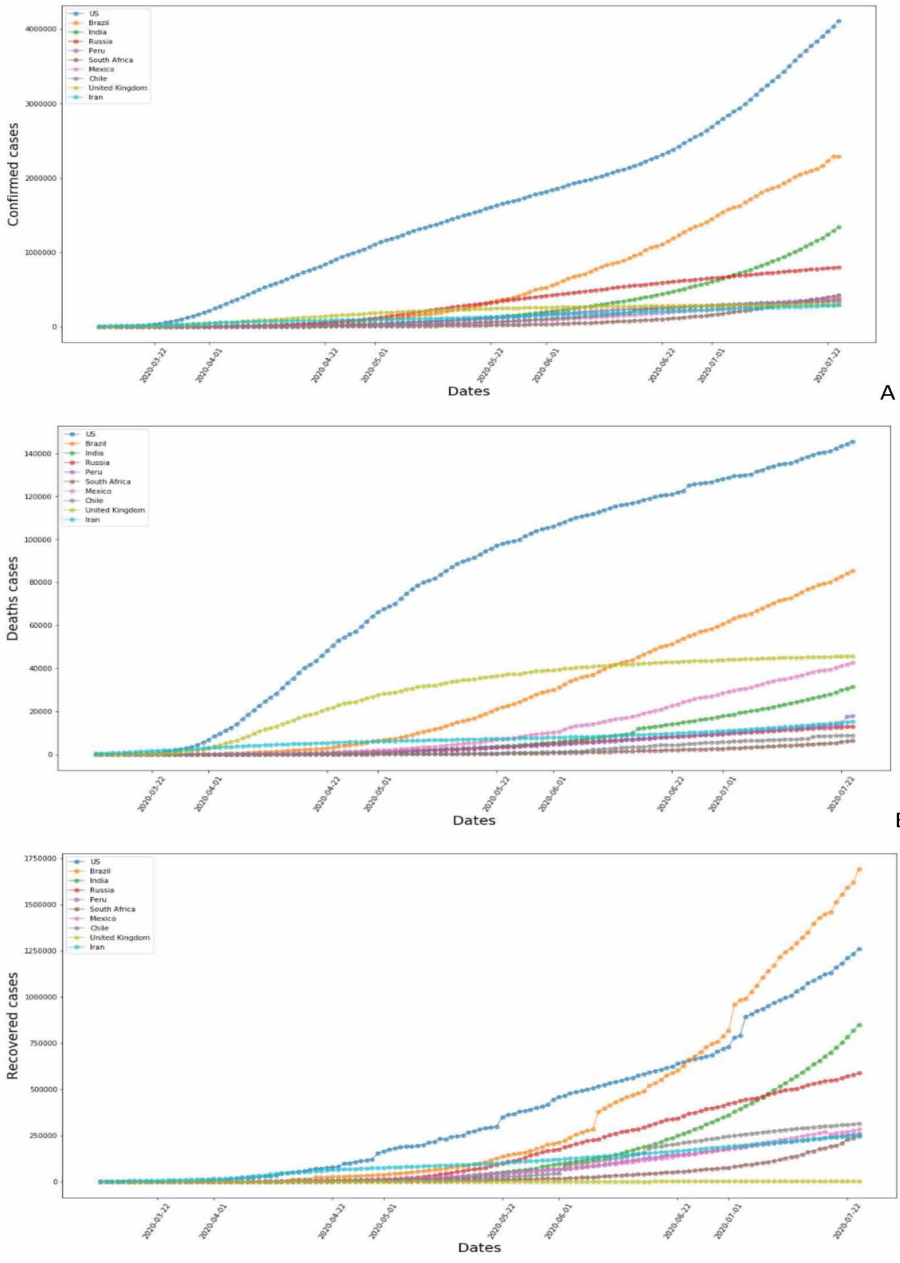 US
Brazil
India
Russia
Peru
South Africa
Mexico
Chile
United Kingdom
Iran
4000000
3000000
2000000
1000000
0
Confirmed cases
2020-03-22
2020-04-01
2020-04-22
2020-05-01
2020-05-22
2020-06-01
2020-06-22
2020-07-01
2020-07-22
Dates
A
US
Brazil
India
Russia
Peru
South Africa
Mexico
Chile
United Kingdom
Iran
140000
120000
100000
80000
60000
40000
20000
0
Deaths cases
2020-03-22
2020-04-01
2020-04-22
2020-05-01
2020-05-22
2020-06-01
2020-06-22
2020-07-01
2020-07-22
Dates
US
Brazil
India
Russia
Peru
South Africa
Mexico
Chile
United Kingdom
Iran
1750000
1500000
1250000
1000000
750000
500000
250000
0
Recovered cases
2020-03-22
2020-04-01
2020-04-22
2020-05-01
2020-05-22
2020-06-01
2020-06-22
2020-07-01
2020-07-22
Dates